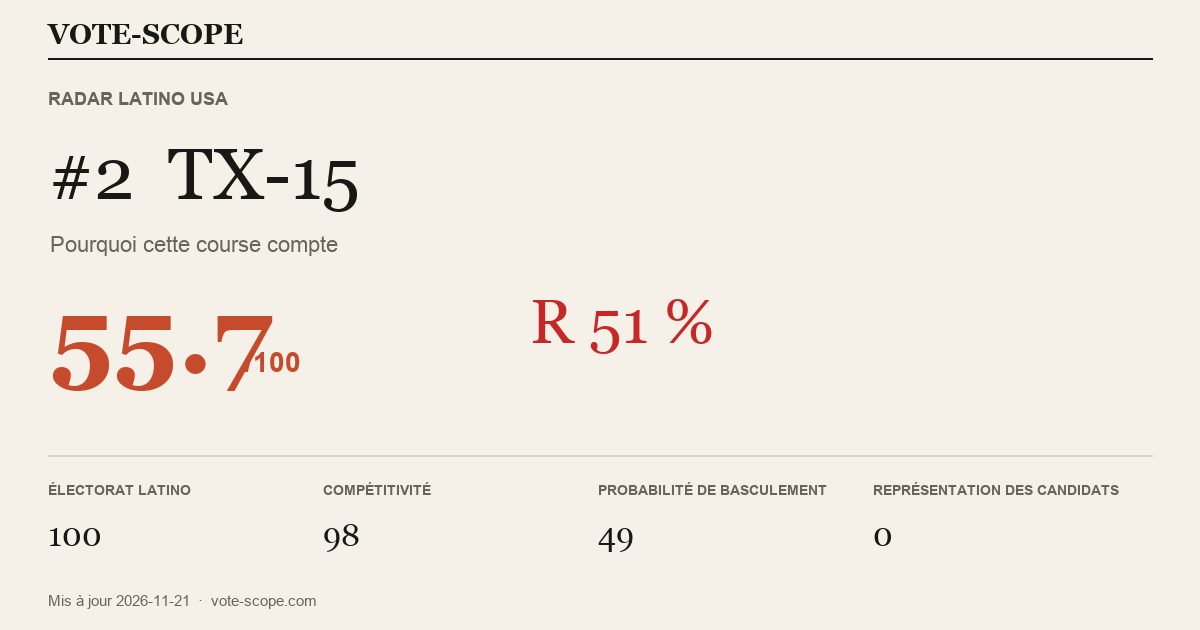 VOTE-SCOPE
RADAR LATINO USA
#2 TX-15
Pourquoi cette course compte
55.7/100
R 51 %
ÉLECTORAT LATINO
COMPÉTITIVITÉ
PROBABILITÉ DE BASCULEMENT
REPRÉSENTATION DES CANDIDATS
100
98
49
0
Mis à jour 2026-11-21 · vote-scope.com